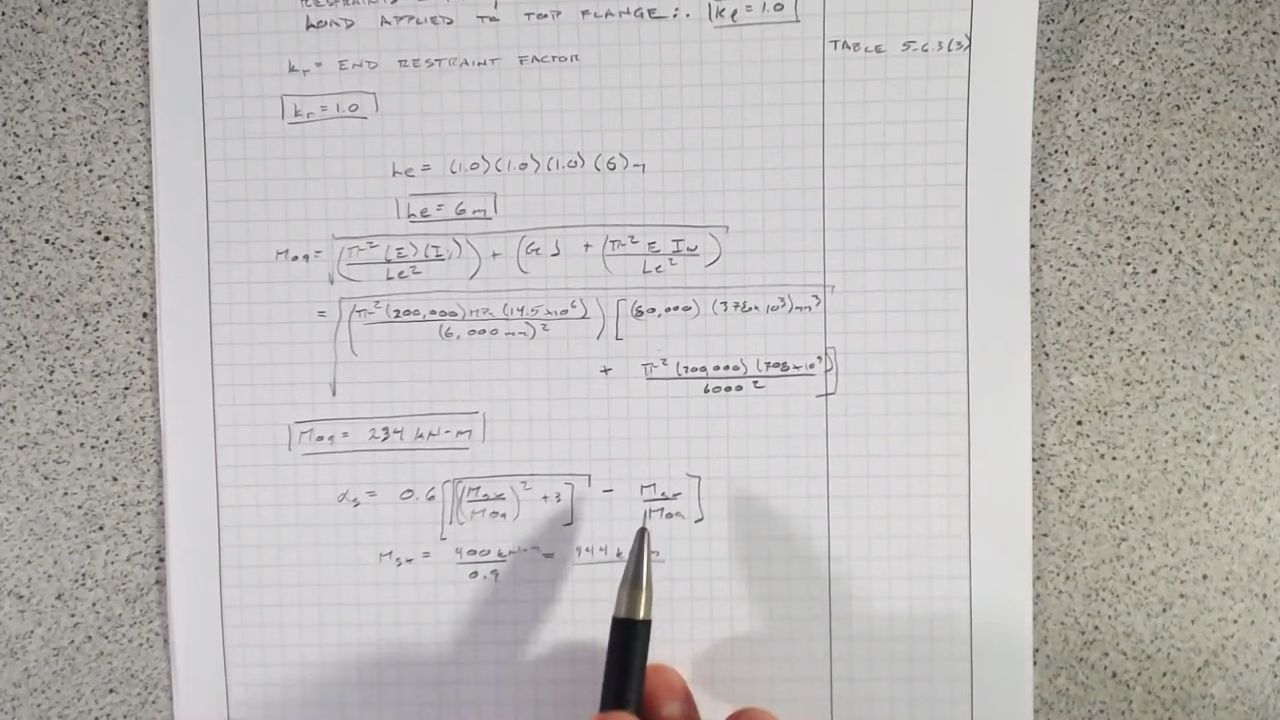 LOAD APPLIED TO TOP FLANGE ∴ kℓ = 1.0
TABLE 5.6.3(3)
kr = END RESTRAINT FACTOR
kr = 1.0
Le = (1.0)(1.0)(1.0)(6)m
Le = 6m
Moa = √((π²(E)(Iy)/Le²) + (GJ + (π² E Iw/Le²)
= √((π²(200,000)MPa (14.5×10⁶)/(6,000mm)²) [(80,000)(378×10³)mm³
+ π²(200,000)(708×10⁹)/6000²]
Moa = 234 kN-m
αs = 0.6[√[(Msx/Moa)² + 3] − Msx/Moa]
Msx = 400 kN-m/0.9 = 444 k m